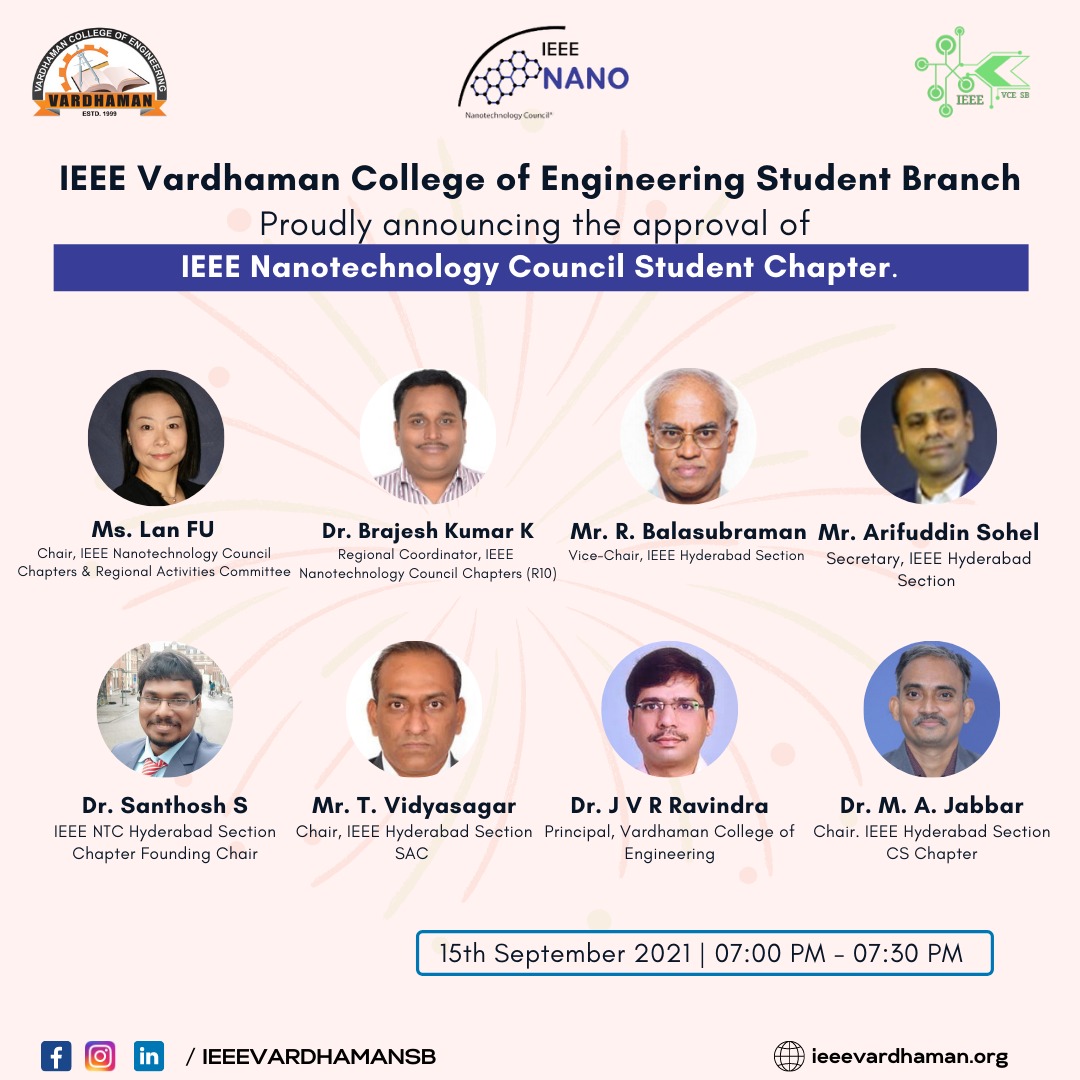 VARDHAMAN COLLEGE OF ENGINEERING
VARDHAMAN
ESTD. 1999
IEEE
NANO
Nanotechnology Council®
IEEE
VCE SB
IEEE Vardhaman College of Engineering Student Branch
Proudly announcing the approval of
IEEE Nanotechnology Council Student Chapter.
Ms. Lan FU
Chair, IEEE Nanotechnology Council
Chapters & Regional Activities Committee
Dr. Brajesh Kumar K
Regional Coordinator, IEEE
Nanotechnology Council Chapters (R10)
Mr. R. Balasubraman
Vice-Chair, IEEE Hyderabad Section
Mr. Arifuddin Sohel
Secretary, IEEE Hyderabad
Section
Dr. Santhosh S
IEEE NTC Hyderabad Section
Chapter Founding Chair
Mr. T. Vidyasagar
Chair, IEEE Hyderabad Section
SAC
Dr. J V R Ravindra
Principal, Vardhaman College of
Engineering
Dr. M. A. Jabbar
Chair. IEEE Hyderabad Section
CS Chapter
15th September 2021 | 07:00 PM - 07:30 PM
/ IEEEVARDHAMANSB
ieeevardhaman.org